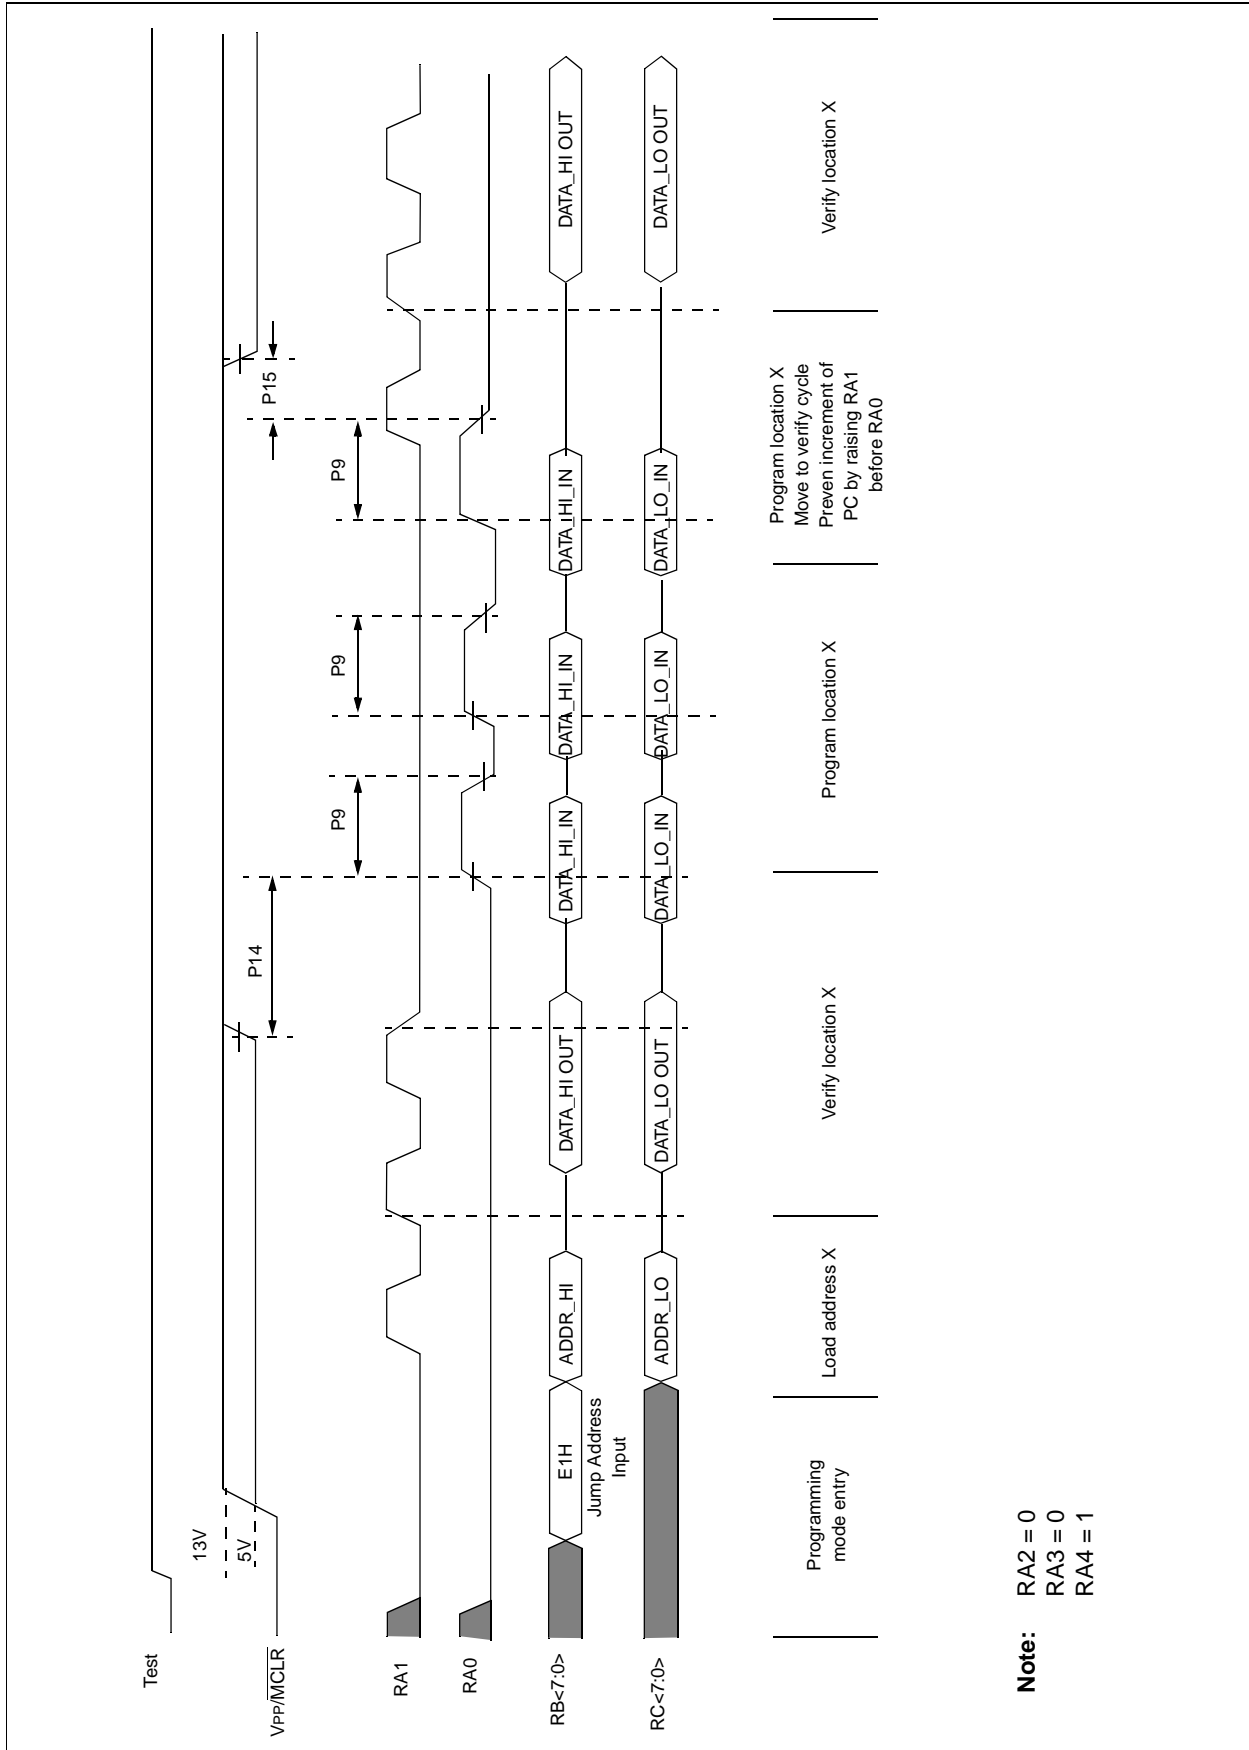 Test
13V
5V
VPP/MCLR
P14
P15
P9
P9
P9
RA1
RA0
RB<7:0>
E1H
ADDR_HI
DATA_HI OUT
DATA_HI_IN
DATA_HI_IN
DATA_HI_IN
DATA_HI OUT
Jump Address
Input
RC<7:0>
ADDR_LO
DATA_LO OUT
DATA_LO_IN
DATA_LO_IN
DATA_LO_IN
DATA_LO OUT
Programming
mode entry
Load address X
Verify location X
Program location X
Program location X
Move to verify cycle
Preven increment of
PC by raising RA1
before RA0
Verify location X
Note: RA2 = 0
RA3 = 0
RA4 = 1